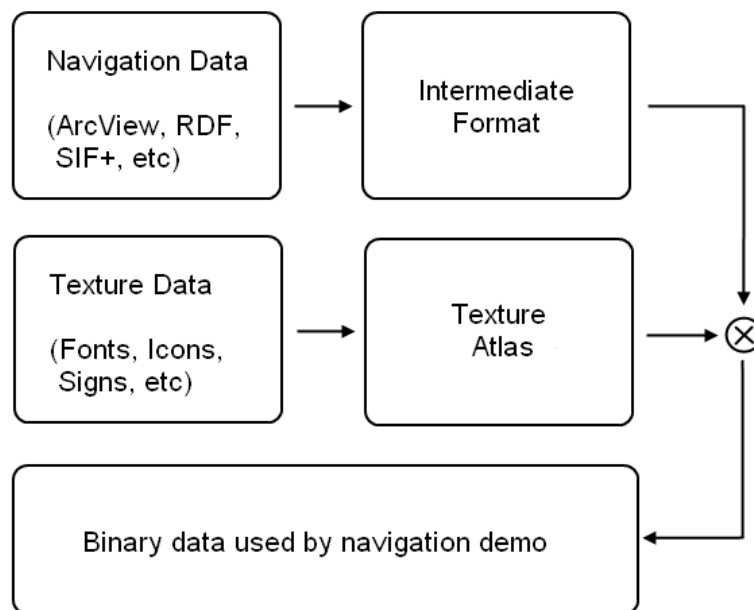 Navigation Data
(ArcView, RDF,
SIF+, etc)
Intermediate
Format
Texture Data
(Fonts, Icons,
Signs, etc)
Texture
Atlas
Binary data used by navigation demo